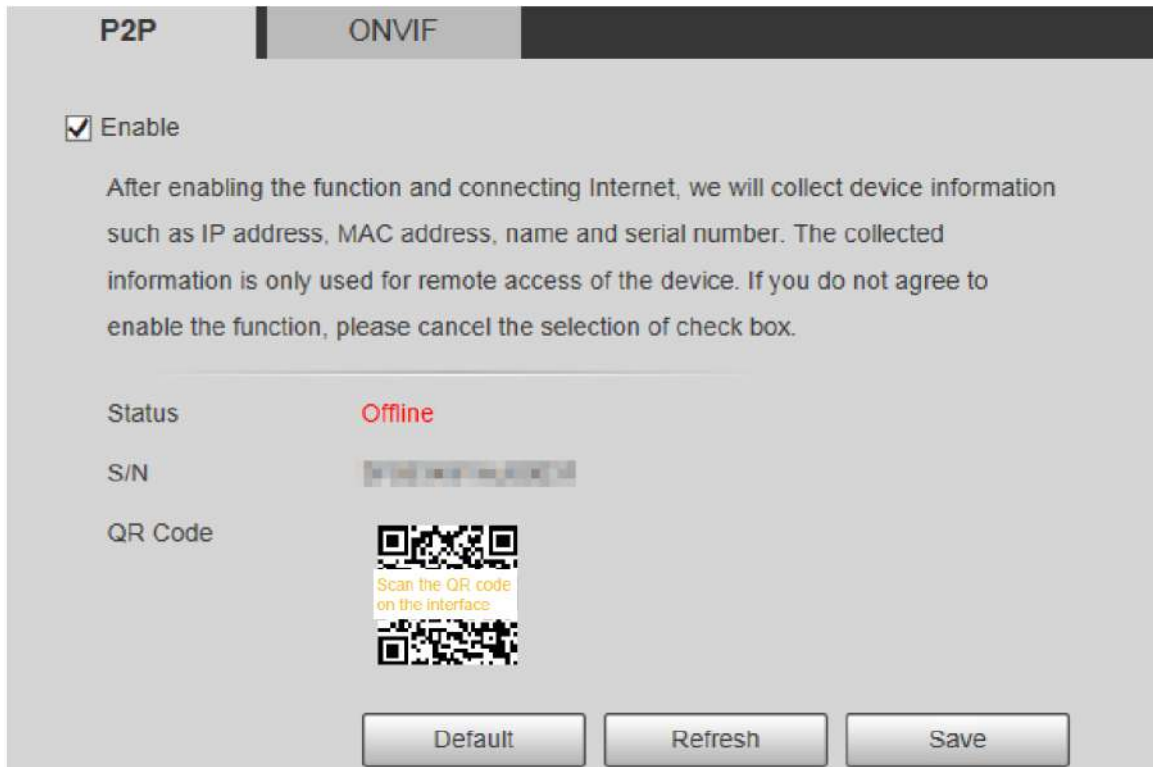 P2P ONVIF
Enable
After enabling the function and connecting Internet, we will collect device information
such as IP address, MAC address, name and serial number. The collected
information is only used for remote access of the device. If you do not agree to
enable the function, please cancel the selection of check box.
Status Offline
S/N
QR Code
Scan the QR code
on the interface
Default Refresh Save